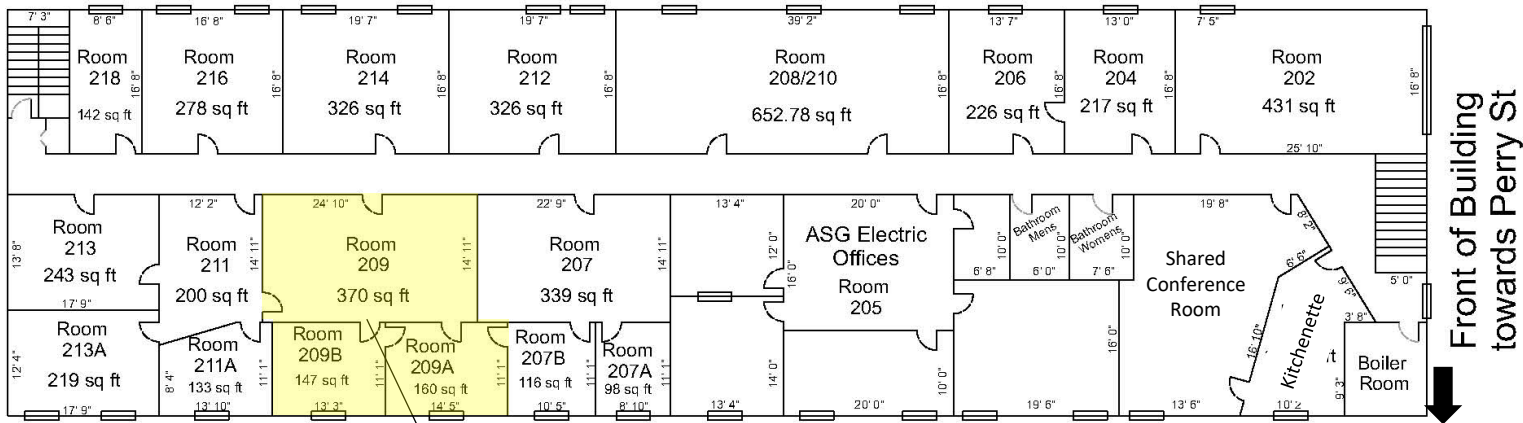 7' 3"
8' 6"
16' 8"
19' 7"
19' 7"
39' 2"
13' 7"
13' 0"
7' 5"
Room
218
142 sq ft
16' 8"
Room
216
278 sq ft
16' 8"
Room
214
326 sq ft
16' 8"
Room
212
326 sq ft
16' 8"
Room
208/210
652.78 sq ft
16' 8"
Room
206
226 sq ft
16' 8"
Room
204
217 sq ft
16' 8"
Room
202
431 sq ft
16' 8"
25' 10"
Front of Building
towards Perry St
12' 2"
24' 10"
22' 9"
13' 4"
20' 0"
19' 8"
8' 2"
13' 8"
Room
213
243 sq ft
17' 9"
Room
211
200 sq ft
14' 11"
Room
209
370 sq ft
14' 11"
Room
207
339 sq ft
14' 11"
12' 0"
16' 0"
ASG Electric
Offices
Room
205
10' 0"
6' 8"
Bathroom
Mens
10' 0"
6' 0"
Bathroom
Womens
10' 0"
7' 6"
Shared
Conference
Room
6' 6"
9' 6"
5' 0"
3' 8"
12' 4"
Room
213A
219 sq ft
17' 9"
8' 4"
Room
211A
133 sq ft
13' 10"
11' 1"
Room
209B
147 sq ft
13' 3"
11' 1"
Room
209A
160 sq ft
14' 5"
11' 1"
Room
207B
116 sq ft
10' 5"
11' 1"
Room
207A
98 sq ft
8' 10"
11' 1"
14' 0"
13' 4"
20' 0"
10' 0"
16' 0"
19' 6"
13' 6"
16' 10"
Kitchenette
10' 2
9' 3"
Boiler
Room